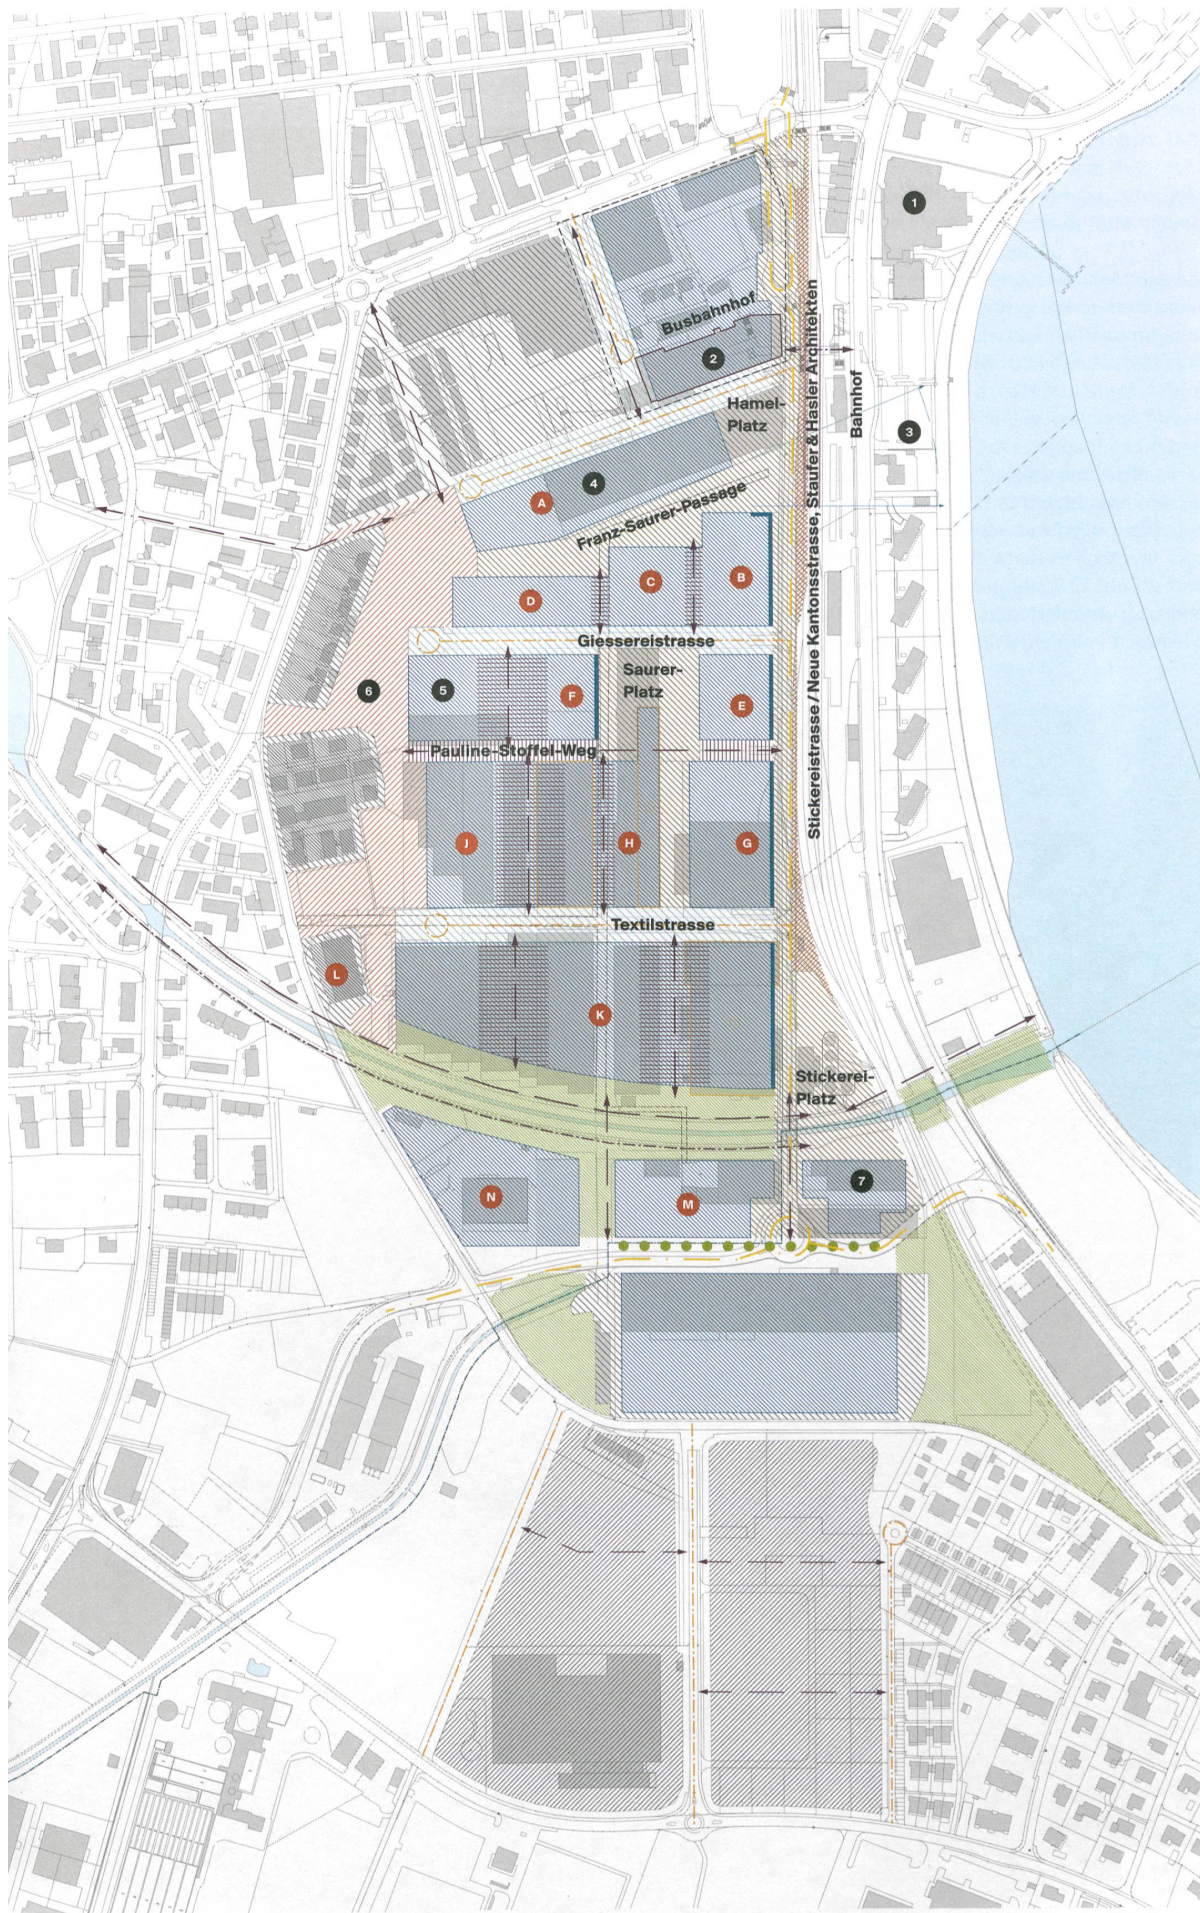 1
Busbahnhof
2
Stickereistrasse / Neue Kantonsstrasse, Staufer & Hasler Architekten
Bahnhof
Hamel-
Platz
3
4
A
Franz-Saurer-Passage
B
C
D
Giessereistrasse
Saurer-
Platz
6
5
F
E
Pauline-Stoffel-Weg
J
H
G
Textilstrasse
L
K
Stickerei-
Platz
7
N
M